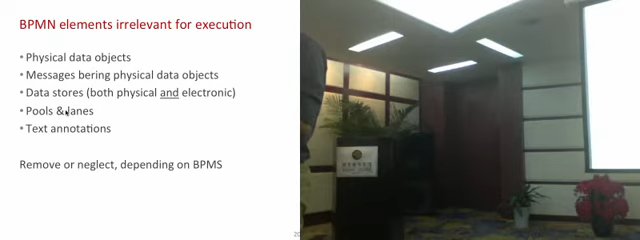 BPMN elements irrelevant for execution
• Physical data objects
• Messages bering physical data objects
• Data stores (both physical and electronic)
• Pools & lanes
• Text annotations
Remove or neglect, depending on BPMS